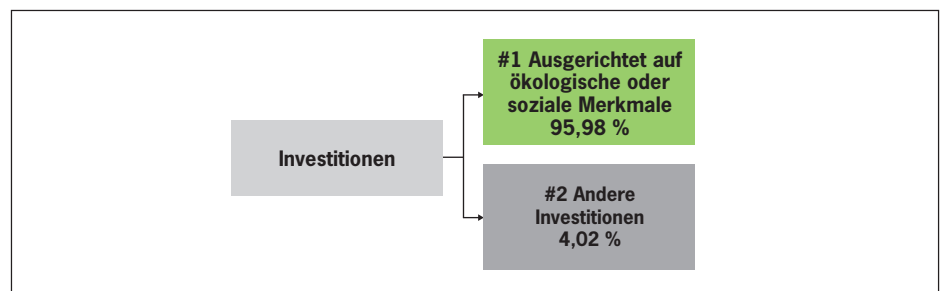 #1 Ausgerichtet auf
ökologische oder
soziale Merkmale
95,98 %
Investitionen
#2 Andere
Investitionen
4,02 %